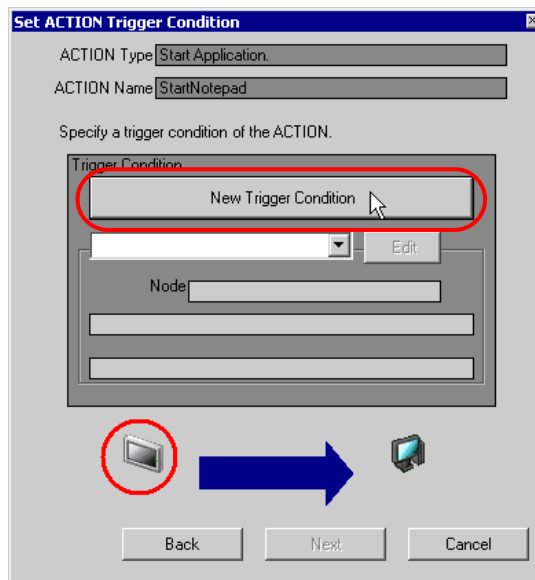 Set ACTION Trigger Condition
ACTION Type Start Application.
ACTION Name StartNotepad
Specify a trigger condition of the ACTION.
Trigger Condition
New Trigger Condition
Edit
Node
Back Next Cancel